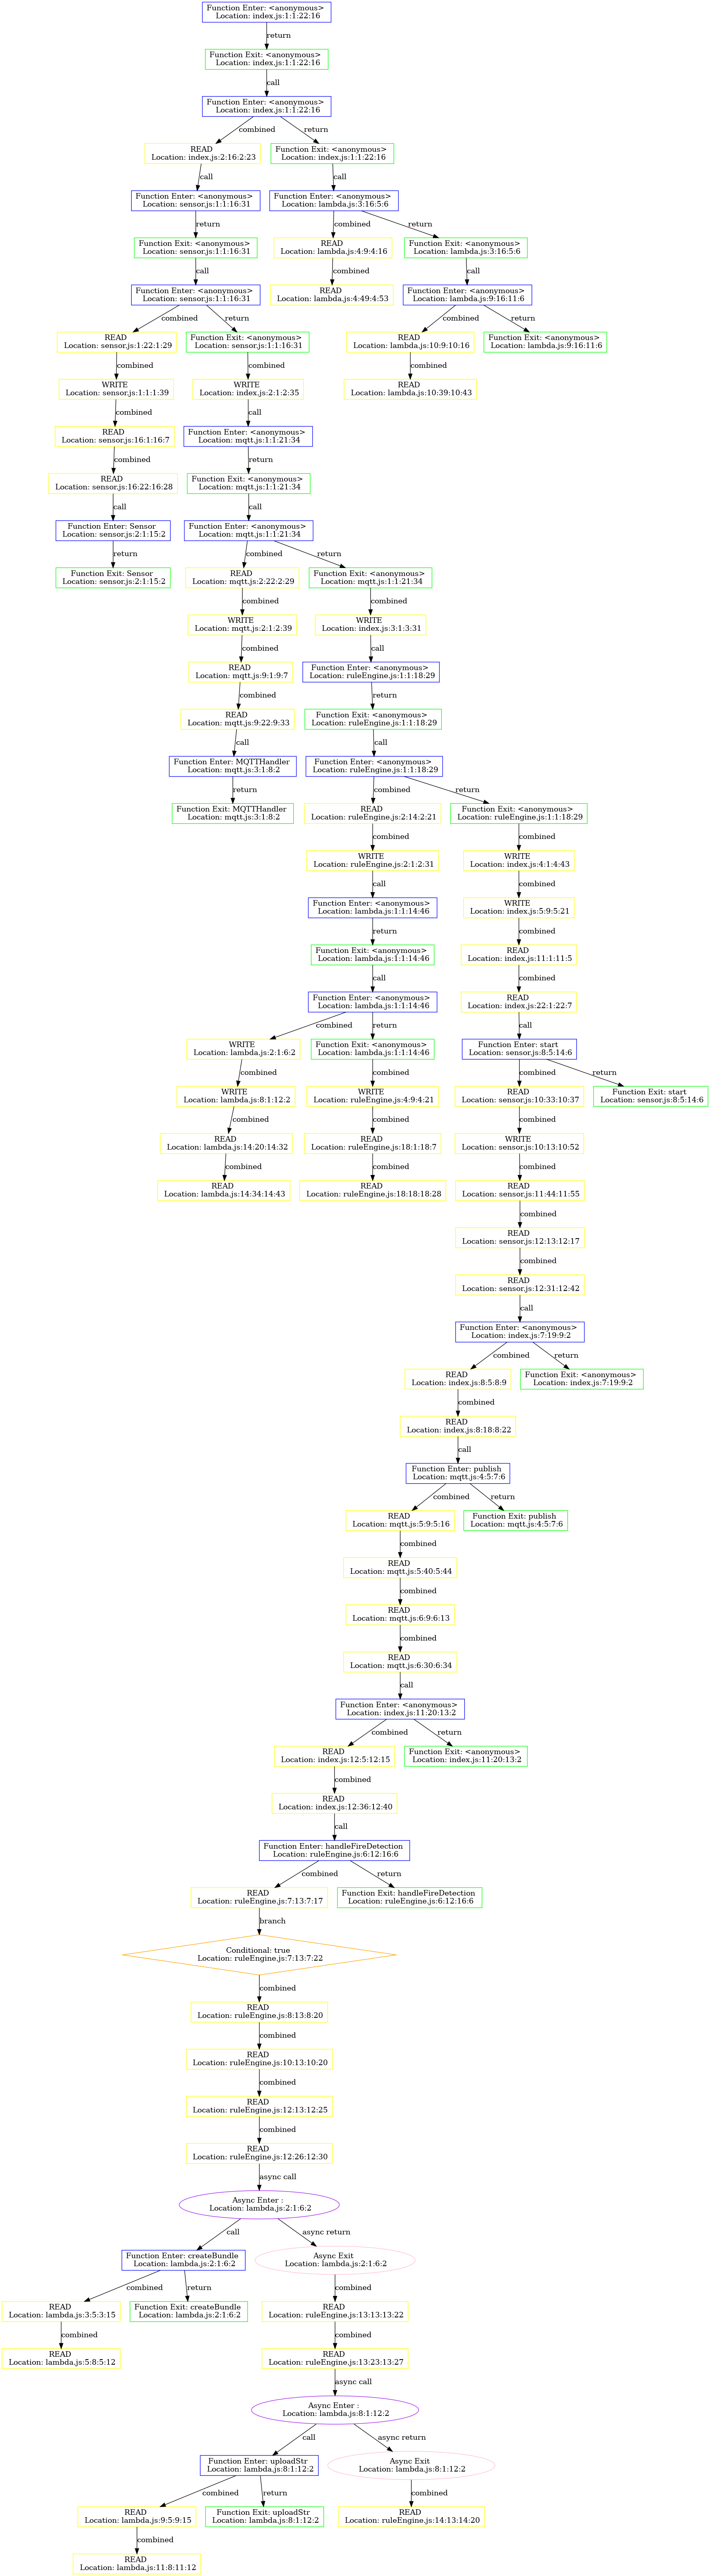 Function Enter: <anonymous>
Location: index.js:1:1:22:16
return
Function Exit: <anonymous>
Location: index.js:1:1:22:16
call
Function Enter: <anonymous>
Location: index.js:1:1:22:16
combined
return
READ
Location: index.js:2:16:2:23
Function Exit: <anonymous>
Location: index.js:1:1:22:16
call
call
Function Enter: <anonymous>
Location: sensor.js:1:1:16:31
Function Enter: <anonymous>
Location: lambda.js:3:16:5:6
return
combined
return
Function Exit: <anonymous>
Location: sensor.js:1:1:16:31
READ
Location: lambda.js:4:9:4:16
Function Exit: <anonymous>
Location: lambda.js:3:16:5:6
call
combined
call
Function Enter: <anonymous>
Location: sensor.js:1:1:16:31
READ
Location: lambda.js:4:49:4:53
Function Enter: <anonymous>
Location: lambda.js:9:16:11:6
combined
return
combined
return
READ
Location: sensor.js:1:22:1:29
Function Exit: <anonymous>
Location: sensor.js:1:1:16:31
READ
Location: lambda.js:10:9:10:16
Function Exit: <anonymous>
Location: lambda.js:9:16:11:6
combined
combined
combined
WRITE
Location: sensor.js:1:1:1:39
WRITE
Location: index.js:2:1:2:35
READ
Location: lambda.js:10:39:10:43
combined
call
READ
Location: sensor.js:16:1:16:7
Function Enter: <anonymous>
Location: mqtt.js:1:1:21:34
combined
return
READ
Location: sensor.js:16:22:16:28
Function Exit: <anonymous>
Location: mqtt.js:1:1:21:34
call
call
Function Enter: Sensor
Location: sensor.js:2:1:15:2
Function Enter: <anonymous>
Location: mqtt.js:1:1:21:34
return
combined
return
Function Exit: Sensor
Location: sensor.js:2:1:15:2
READ
Location: mqtt.js:2:22:2:29
Function Exit: <anonymous>
Location: mqtt.js:1:1:21:34
combined
combined
WRITE
Location: mqtt.js:2:1:2:39
WRITE
Location: index.js:3:1:3:31
combined
call
READ
Location: mqtt.js:9:1:9:7
Function Enter: <anonymous>
Location: ruleEngine.js:1:1:18:29
combined
return
READ
Location: mqtt.js:9:22:9:33
Function Exit: <anonymous>
Location: ruleEngine.js:1:1:18:29
call
call
Function Enter: MQTTHandler
Location: mqtt.js:3:1:8:2
Function Enter: <anonymous>
Location: ruleEngine.js:1:1:18:29
return
combined
return
Function Exit: MQTTHandler
Location: mqtt.js:3:1:8:2
READ
Location: ruleEngine.js:2:14:2:21
Function Exit: <anonymous>
Location: ruleEngine.js:1:1:18:29
combined
combined
WRITE
Location: ruleEngine.js:2:1:2:31
WRITE
Location: index.js:4:1:4:43
call
combined
Function Enter: <anonymous>
Location: lambda.js:1:1:14:46
WRITE
Location: index.js:5:9:5:21
return
combined
Function Exit: <anonymous>
Location: lambda.js:1:1:14:46
READ
Location: index.js:11:1:11:5
call
combined
Function Enter: <anonymous>
Location: lambda.js:1:1:14:46
READ
Location: index.js:22:1:22:7
combined
return
call
WRITE
Location: lambda.js:2:1:6:2
Function Exit: <anonymous>
Location: lambda.js:1:1:14:46
Function Enter: start
Location: sensor.js:8:5:14:6
combined
combined
combined
return
WRITE
Location: lambda.js:8:1:12:2
WRITE
Location: ruleEngine.js:4:9:4:21
READ
Location: sensor.js:10:33:10:37
Function Exit: start
Location: sensor.js:8:5:14:6
combined
combined
combined
READ
Location: lambda.js:14:20:14:32
READ
Location: ruleEngine.js:18:1:18:7
WRITE
Location: sensor.js:10:13:10:52
combined
combined
combined
READ
Location: lambda.js:14:34:14:43
READ
Location: ruleEngine.js:18:18:18:28
READ
Location: sensor.js:11:44:11:55
combined
READ
Location: sensor.js:12:13:12:17
combined
READ
Location: sensor.js:12:31:12:42
call
Function Enter: <anonymous>
Location: index.js:7:19:9:2
combined
return
READ
Location: index.js:8:5:8:9
Function Exit: <anonymous>
Location: index.js:7:19:9:2
combined
READ
Location: index.js:8:18:8:22
call
Function Enter: publish
Location: mqtt.js:4:5:7:6
combined
return
READ
Location: mqtt.js:5:9:5:16
Function Exit: publish
Location: mqtt.js:4:5:7:6
combined
READ
Location: mqtt.js:5:40:5:44
combined
READ
Location: mqtt.js:6:9:6:13
combined
READ
Location: mqtt.js:6:30:6:34
call
Function Enter: <anonymous>
Location: index.js:11:20:13:2
combined
return
READ
Location: index.js:12:5:12:15
Function Exit: <anonymous>
Location: index.js:11:20:13:2
combined
READ
Location: index.js:12:36:12:40
call
Function Enter: handleFireDetection
Location: ruleEngine.js:6:12:16:6
combined
return
READ
Location: ruleEngine.js:7:13:7:17
Function Exit: handleFireDetection
Location: ruleEngine.js:6:12:16:6
branch
Conditional: true
Location: ruleEngine.js:7:13:7:22
combined
READ
Location: ruleEngine.js:8:13:8:20
combined
READ
Location: ruleEngine.js:10:13:10:20
combined
READ
Location: ruleEngine.js:12:13:12:25
combined
READ
Location: ruleEngine.js:12:26:12:30
async call
Async Enter :
Location: lambda.js:2:1:6:2
call
async return
Function Enter: createBundle
Location: lambda.js:2:1:6:2
Async Exit
Location: lambda.js:2:1:6:2
combined
return
combined
READ
Location: lambda.js:3:5:3:15
Function Exit: createBundle
Location: lambda.js:2:1:6:2
READ
Location: ruleEngine.js:13:13:13:22
combined
combined
READ
Location: lambda.js:5:8:5:12
READ
Location: ruleEngine.js:13:23:13:27
async call
Async Enter :
Location: lambda.js:8:1:12:2
call
async return
Function Enter: uploadStr
Location: lambda.js:8:1:12:2
Async Exit
Location: lambda.js:8:1:12:2
combined
return
combined
READ
Location: lambda.js:9:5:9:15
Function Exit: uploadStr
Location: lambda.js:8:1:12:2
READ
Location: ruleEngine.js:14:13:14:20
combined
READ
Location: lambda.js:11:8:11:12